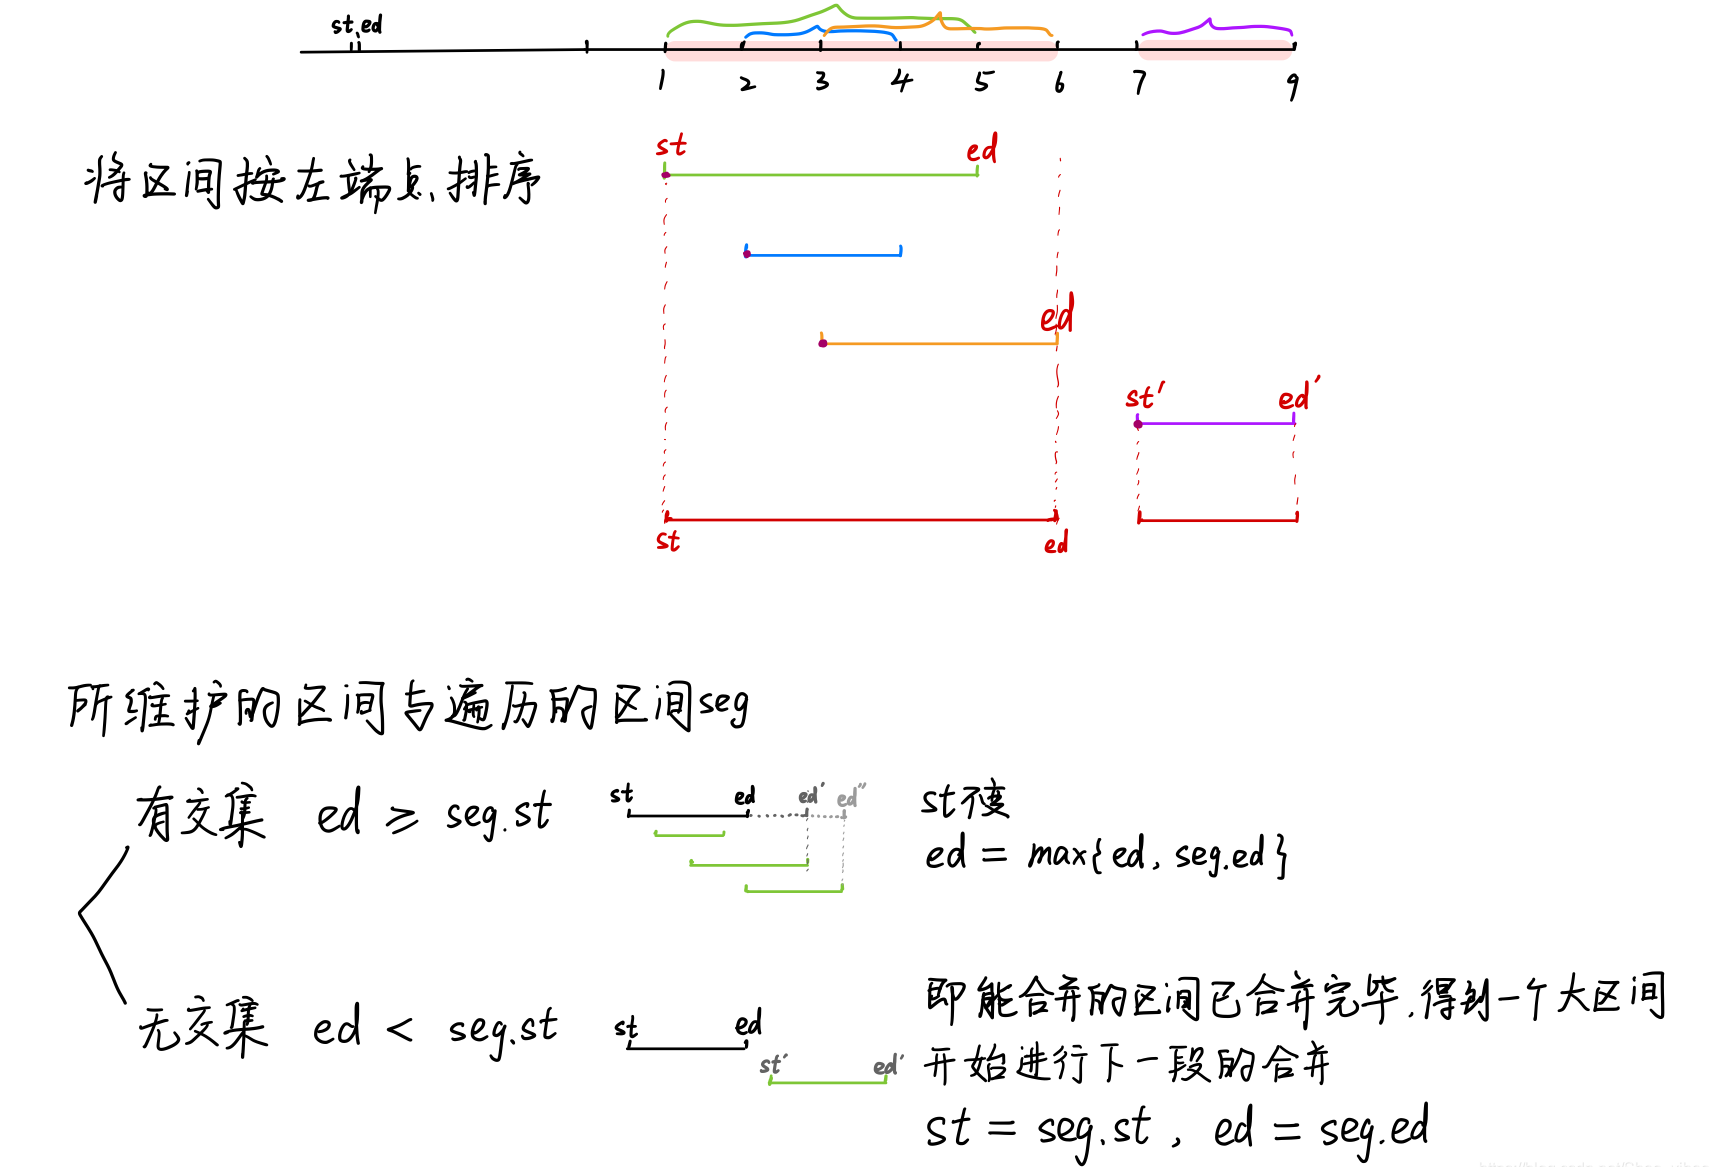 st,ed
1 2 3 4 5 6 7 9
st ed
将区间按左端点排序
ed
st' ed'
st ed
所维护的区间与遍历的区间seg
有交集 ed ≥ seg.st
st ed ed' ed''
st不变
ed = max{ed, seg.ed}
无交集 ed < seg.st
st ed
st' ed'
即能合并的区间已合并完毕,得到一个大区间
开始进行下一段的合并
st = seg.st, ed = seg.ed